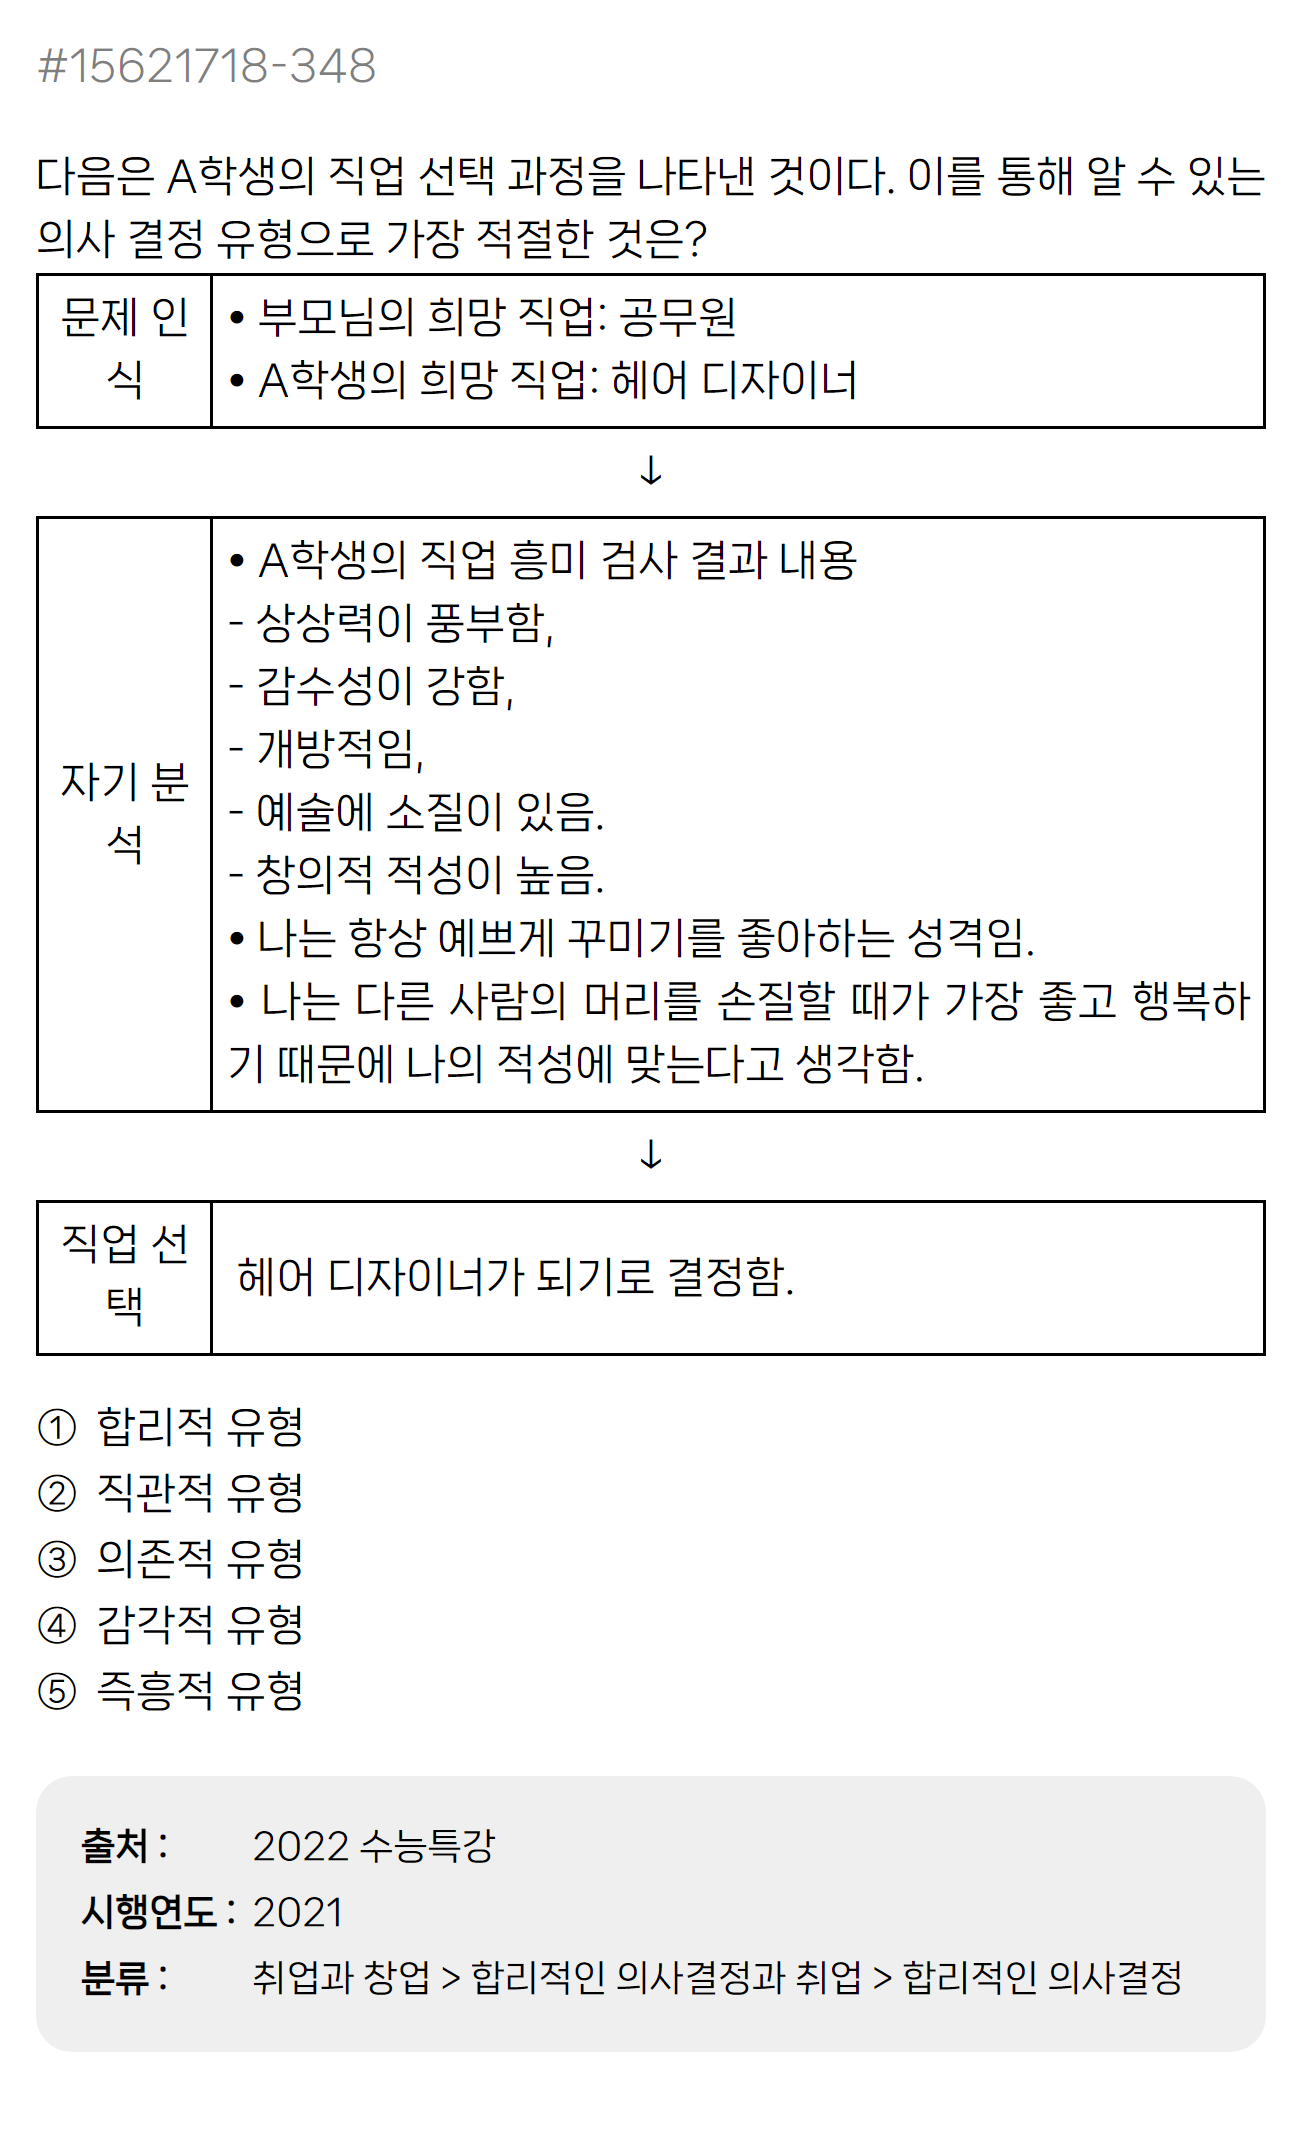 #15621718-348
다음은 A학생의 직업 선택 과정을 나타낸 것이다. 이를 통해 알 수 있는
의사 결정 유형으로 가장 적절한 것은?
문제 인
식
• 부모님의 희망 직업: 공무원
• A학생의 희망 직업: 헤어 디자이너
↓
자기 분
석
• A학생의 직업 흥미 검사 결과 내용
- 상상력이 풍부함,
- 감수성이 강함,
- 개방적임,
- 예술에 소질이 있음.
- 창의적 적성이 높음.
• 나는 항상 예쁘게 꾸미기를 좋아하는 성격임.
• 나는 다른 사람의 머리를 손질할 때가 가장 좋고 행복하
기 때문에 나의 적성에 맞는다고 생각함.
↓
직업 선
택
헤어 디자이너가 되기로 결정함.
① 합리적 유형
② 직관적 유형
③ 의존적 유형
④ 감각적 유형
⑤ 즉흥적 유형
출처 : 2022 수능특강
시행연도 : 2021
분류 : 취업과 창업 > 합리적인 의사결정과 취업 > 합리적인 의사결정